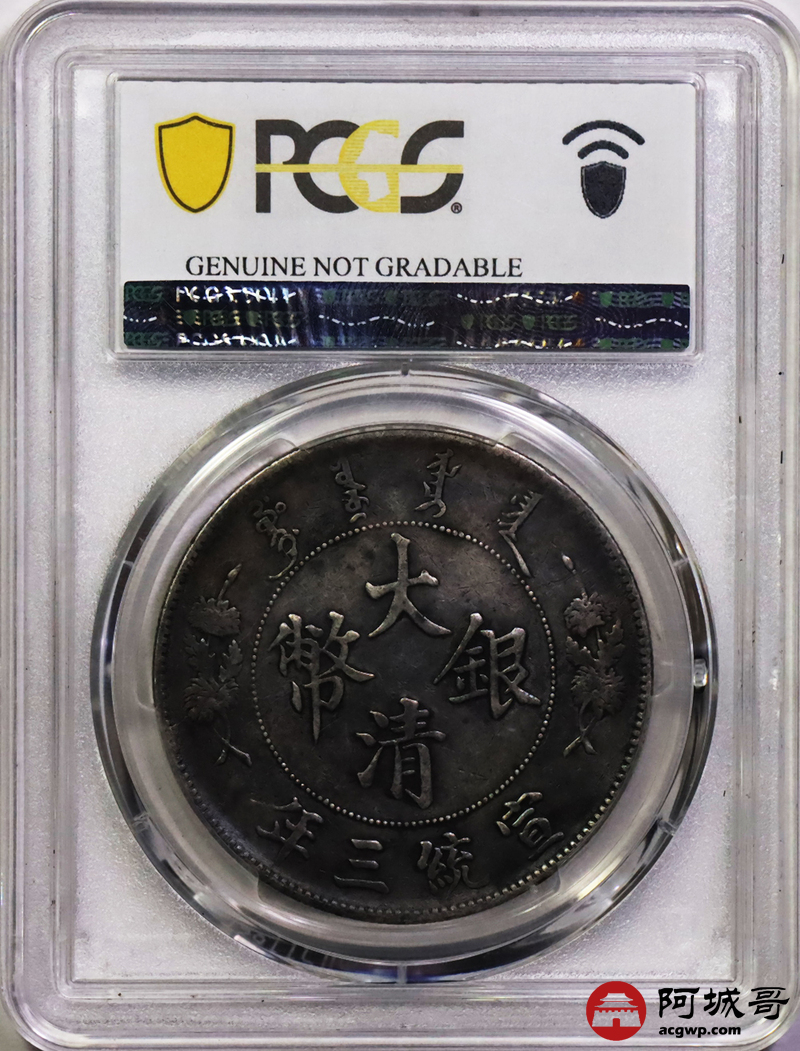 PCGS®
GENUINE NOT GRADABLE
大
幣 銀
清
年三統宣
阿城哥
acgwp.com